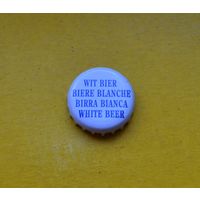 WIT BIER
BIERE BLANCHE
BIRRA BIANCA
WHITE BEER